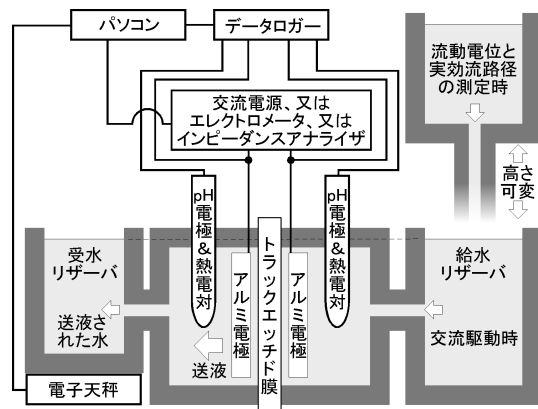 パソコン
データロガー
流動電位と
実効流路径
の測定時
交流電源、又は
エレクトロメータ、又は
インピーダンスアナライザ
高さ
可変
pH電極&熱電対
アルミ電極
トラックエッチド膜
アルミ電極
pH電極&熱電対
受水
リザーバ
送液さ
れた水
給水
リザーバ
交流駆動時
送液
電子天秤